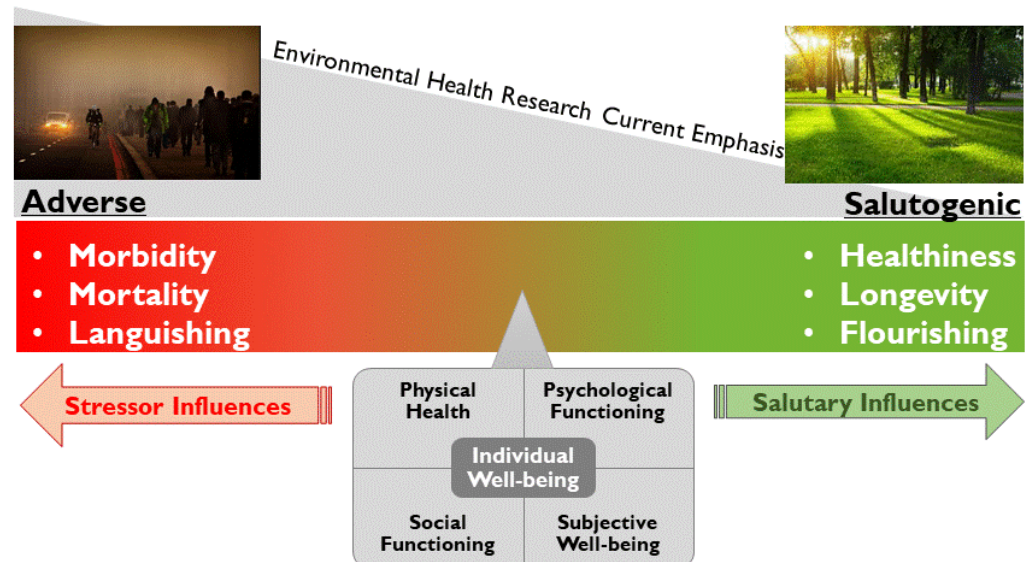 Environmental Health Research Current Emphasis
Adverse
Salutogenic
• Morbidity
• Mortality
• Languishing
• Healthiness
• Longevity
• Flourishing
Stressor Influences
Salutary Influences
Physical
Health
Psychological
Functioning
Individual
Well-being
Social
Functioning
Subjective
Well-being